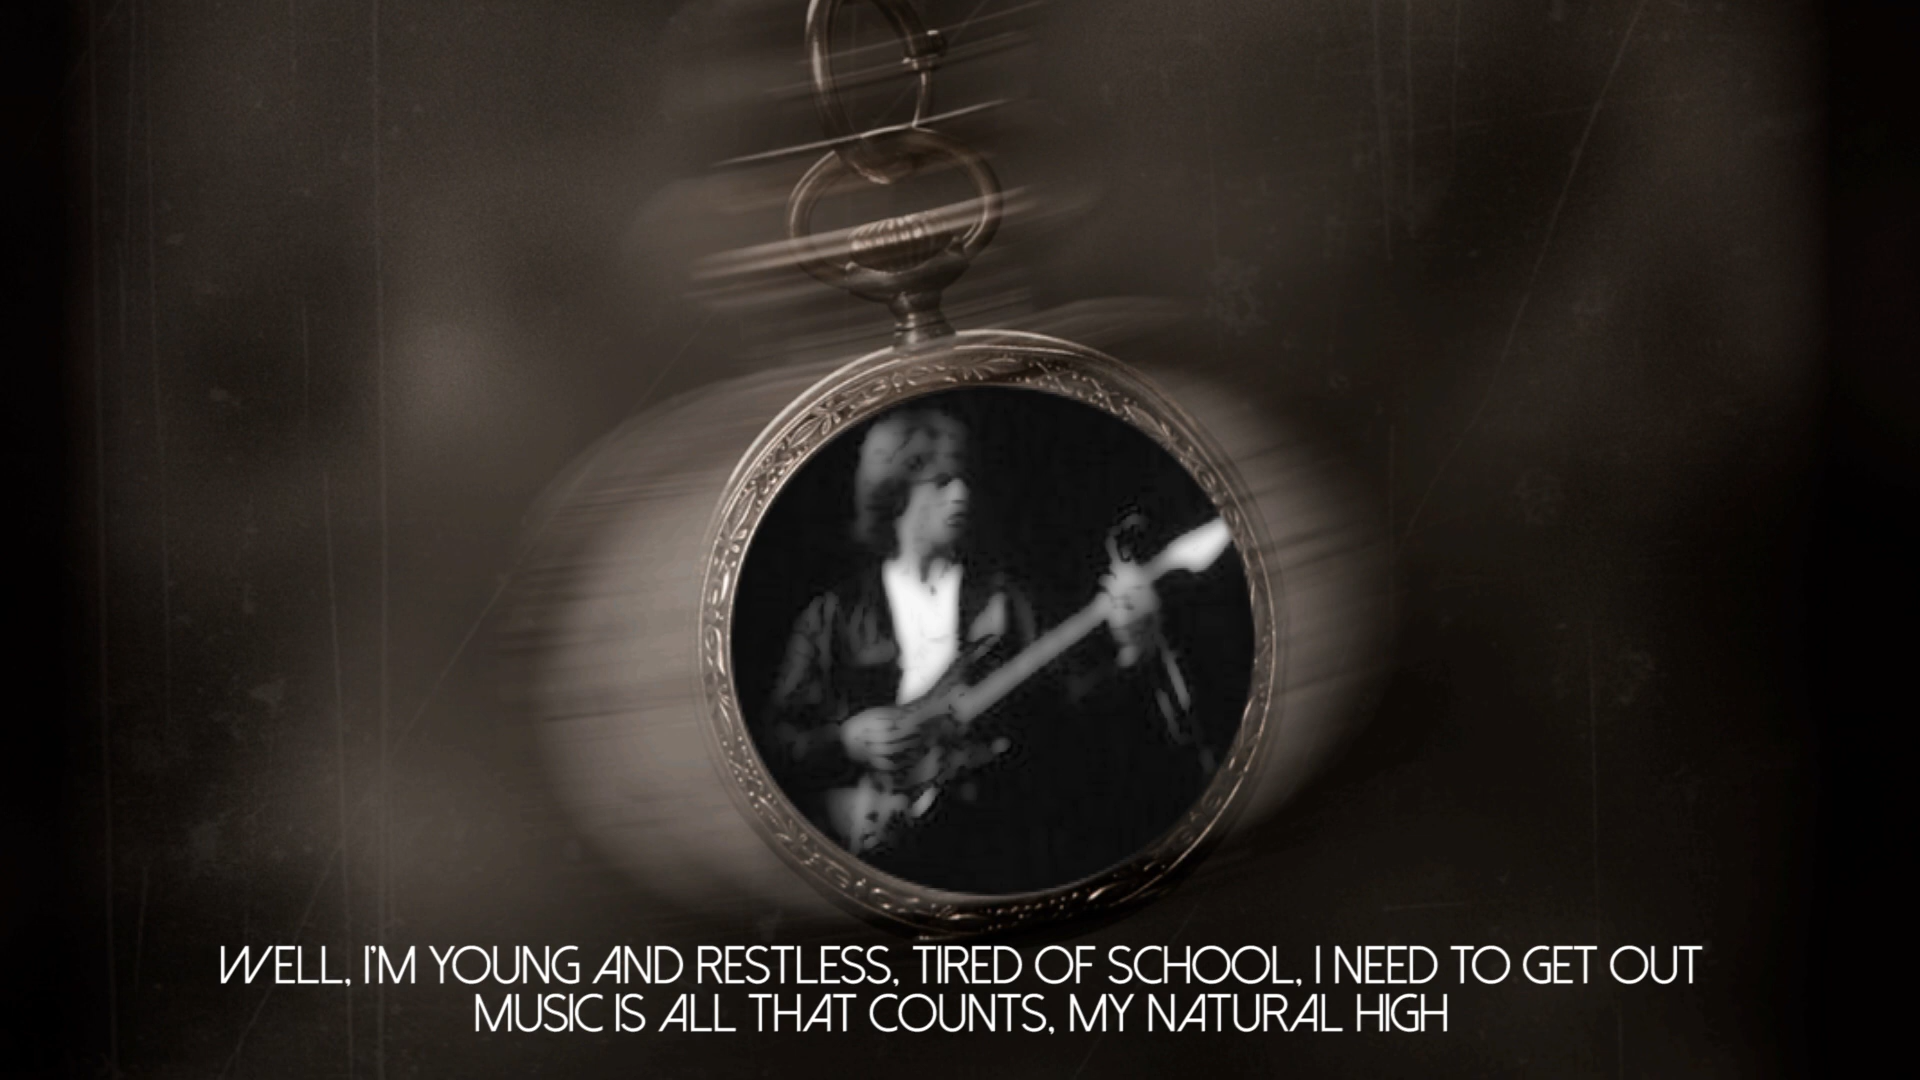 WELL, I'M YOUNG AND RESTLESS, TIRED OF SCHOOL, I NEED TO GET OUT
MUSIC IS ALL THAT COUNTS, MY NATURAL HIGH